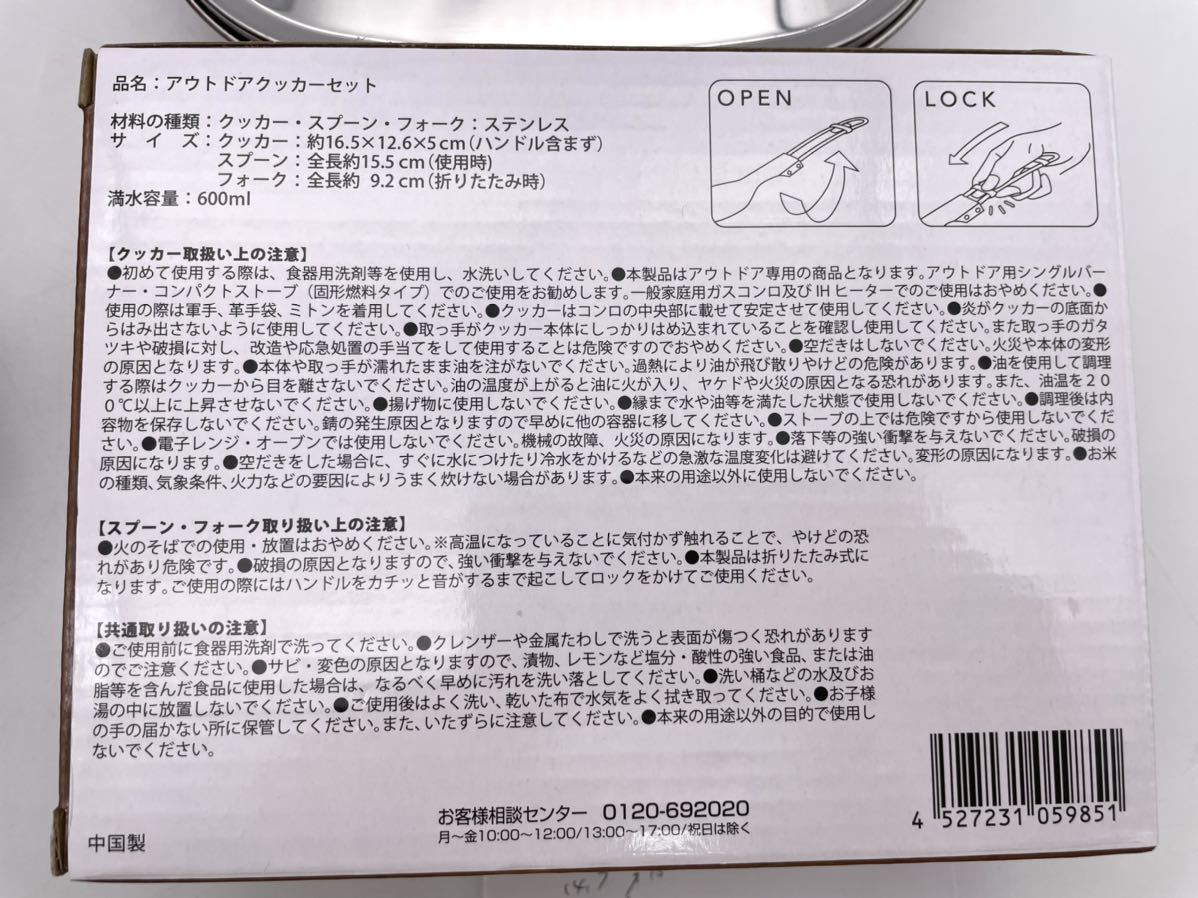 品名：アウトドアクッカーセット
材料の種類：クッカー・スプーン・フォーク：ステンレス
サイズ：クッカー：約16.5×12.6×5cm（ハンドル含まず）
スプーン：全長約15.5cm（使用時）
フォーク：全長約 9.2cm（折りたたみ時）
満水容量：600ml
OPEN
LOCK
【クッカー取扱い上の注意】
●初めて使用する際は、食器用洗剤等を使用し、水洗いしてください。●本製品はアウトドア専用の商品となります。アウトドア用シングルバー
ナー・コンパクトストーブ（固形燃料タイプ）でのご使用をお勧めします。一般家庭用ガスコンロ及びIHヒーターでのご使用はおやめください。●
使用の際は軍手、革手袋、ミトンを着用してください。●クッカーはコンロの中央部に載せて安定させて使用してください。●炎がクッカーの底面か
らはみ出さないように使用してください。●取っ手がクッカー本体にしっかりはめ込まれていることを確認し使用してください。また取っ手のガタ
ツキや破損に対し、改造や応急処置の手当てをして使用することは危険ですのでおやめください。●空だきはしないでください。火災や本体の変形
の原因となります。●本体や取っ手が濡れたまま油を注がないでください。過熱により油が飛び散りやけどの危険があります。●油を使用して調理
する際はクッカーから目を離さないでください。油の温度が上がると油に火が入り、ヤケドや火災の原因となる恐れがあります。また、油温を２０
０℃以上に上昇させないでください。●揚げ物に使用しないでください。●縁まで水や油等を満たした状態で使用しないでください。●調理後は内
容物を保存しないでください。錆の発生原因となりますので早めに他の容器に移してください。●ストーブの上では危険ですから使用しないでくだ
さい。●電子レンジ・オーブンでは使用しないでください。機械の故障、火災の原因になります。●落下等の強い衝撃を与えないでください。破損の
原因になります。●空だきをした場合に、すぐに水につけたり冷水をかけるなどの急激な温度変化は避けてください。変形の原因になります。●お米
の種類、気象条件、火力などの要因によりうまく炊けない場合があります。●本来の用途以外に使用しないでください。
【スプーン・フォーク取り扱い上の注意】
●火のそばでの使用・放置はおやめください。※高温になっていることに気付かず触れることで、やけどの恐
れがあり危険です。●破損の原因となりますので、強い衝撃を与えないでください。●本製品は折りたたみ式に
なります。ご使用の際にはハンドルをカチッと音がするまで起こしてロックをかけてご使用ください。
【共通取り扱いの注意】
●ご使用前に食器用洗剤で洗ってください。●クレンザーや金属たわしで洗うと表面が傷つく恐れがあります
のでご注意ください。●サビ・変色の原因となりますので、漬物、レモンなど塩分・酸性の強い食品、または油
脂等を含んだ食品に使用した場合は、なるべく早めに汚れを洗い落としてください。●洗い桶などの水及びお
湯の中に放置しないでください。●ご使用後はよく洗い、乾いた布で水気をよく拭き取ってください。●お子様
の手の届かない所に保管してください。また、いたずらに注意してください。●本来の用途以外の目的で使用し
ないでください。
お客様相談センター 0120-692020
月～金10:00～12:00/13:00～17:00/祝日は除く
中国製
4 527231 059851